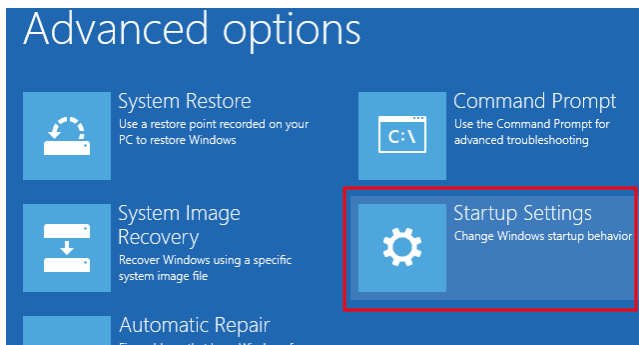 Advanced options
System Restore
Use a restore point recorded on your
PC to restore Windows
Command Prompt
Use the Command Prompt for
advanced troubleshooting
C:\
System Image
Recovery
Recover Windows using a specific
system image file
Startup Settings
Change Windows startup behavior
Automatic Repair